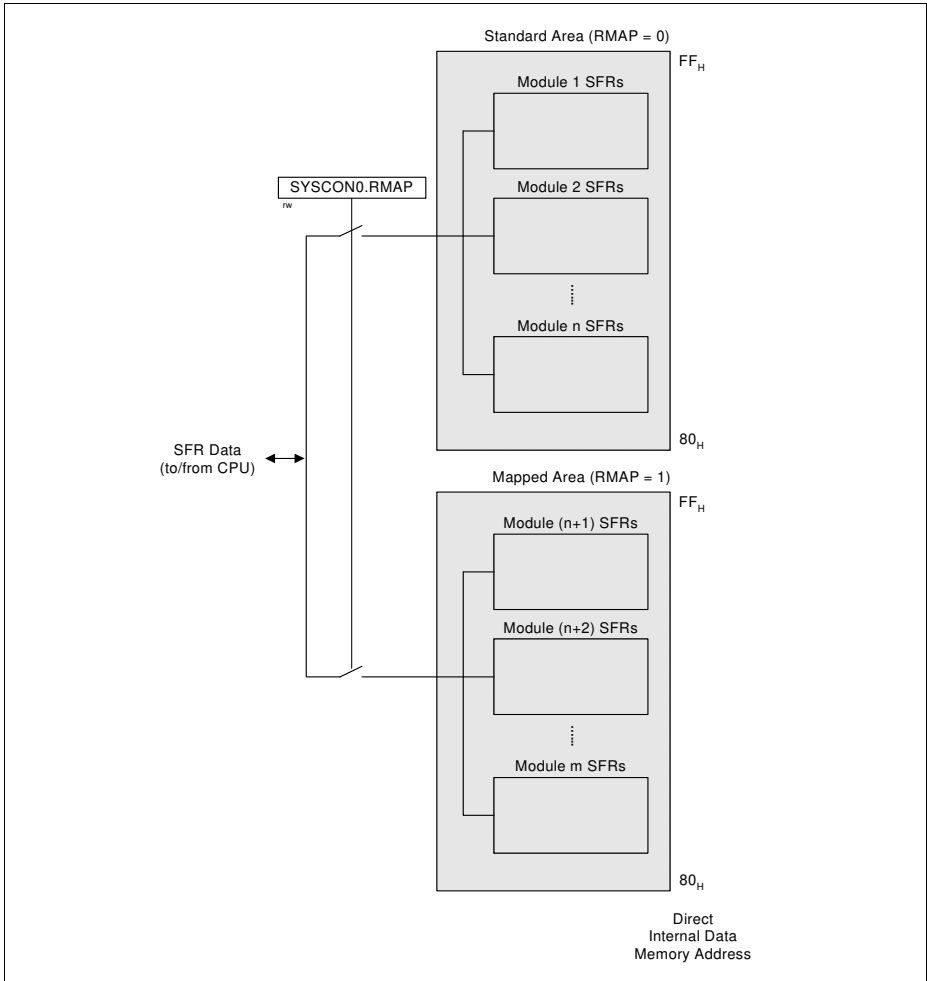 Standard Area (RMAP = 0)
FFH
Module 1 SFRs
SYSCON0.RMAP
rw
Module 2 SFRs
Module n SFRs
80H
SFR Data
(to/from CPU)
Mapped Area (RMAP = 1)
FFH
Module (n+1) SFRs
Module (n+2) SFRs
Module m SFRs
80H
Direct
Internal Data
Memory Address